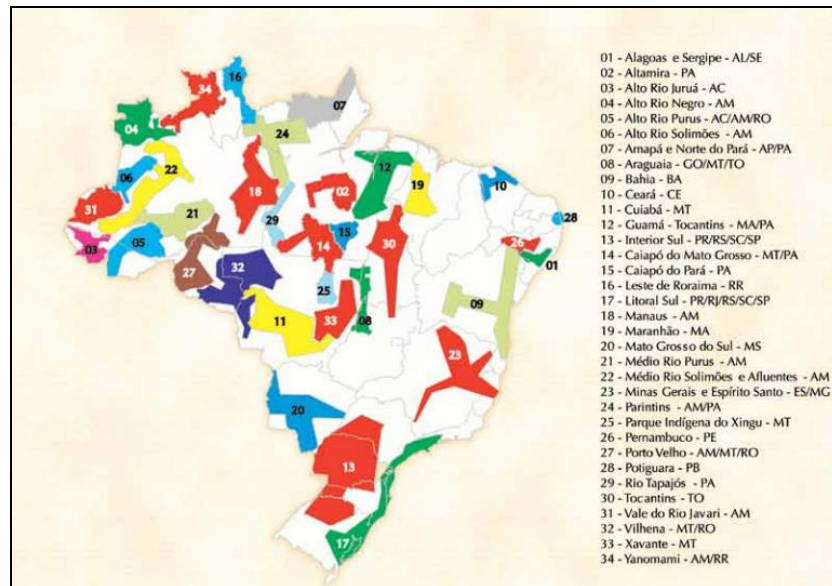 01 - Alagoas e Sergipe - AL/SE
02 - Altamira - PA
03 - Alto Rio Juruá - AC
04 - Alto Rio Negro - AM
05 - Alto Rio Purus - AC/AM/RO
06 - Alto Rio Solimões - AM
07 - Amapá e Norte do Pará - AP/PA
08 - Araguaia - GO/MT/TO
09 - Bahia - BA
10 - Ceará - CE
11 - Cuiabá - MT
12 - Guamá - Tocantins - MA/PA
13 - Interior Sul - PR/RS/SC/SP
14 - Caiapó do Mato Grosso - MT/PA
15 - Caiapó do Pará - PA
16 - Leste de Roraima - RR
17 - Litoral Sul - PR/RJ/RS/SC/SP
18 - Manaus - AM
19 - Maranhão - MA
20 - Mato Grosso do Sul - MS
21 - Médio Rio Purus - AM
22 - Médio Rio Solimões e Afluentes - AM
23 - Minas Gerais e Espírito Santo - ES/MG
24 - Parintins - AM/PA
25 - Parque Indígena do Xingu - MT
26 - Pernambuco - PE
27 - Porto Velho - AM/MT/RO
28 - Potiguara - PB
29 - Rio Tapajós - PA
30 - Tocantins - TO
31 - Vale do Rio Javari - AM
32 - Vilhena - MT/RO
33 - Xavante - MT
34 - Yanomami - AM/RR
16
34
07
04
24
22
12
06
18
02
19
10
29
31
21
28
03
05
14
15
30
26
01
27
32
25
33
08
09
11
23
20
13
17